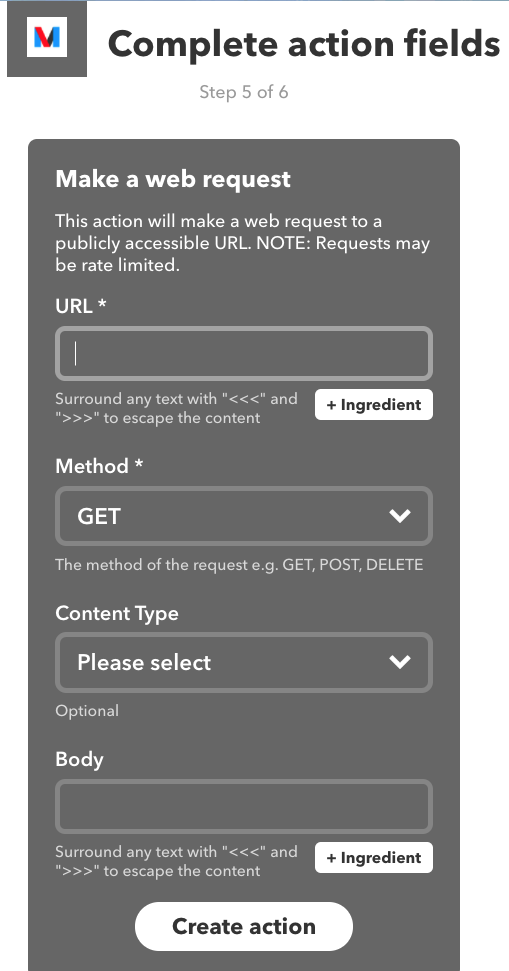 Complete action fields
Step 5 of 6
Make a web request
This action will make a web request to a
publicly accessible URL. NOTE: Requests may
be rate limited.
URL *
Surround any text with "<<<" and
">>>" to escape the content
+ Ingredient
Method *
GET
The method of the request e.g. GET, POST, DELETE
Content Type
Please select
Optional
Body
Surround any text with "<<<" and
">>>" to escape the content
+ Ingredient
Create action